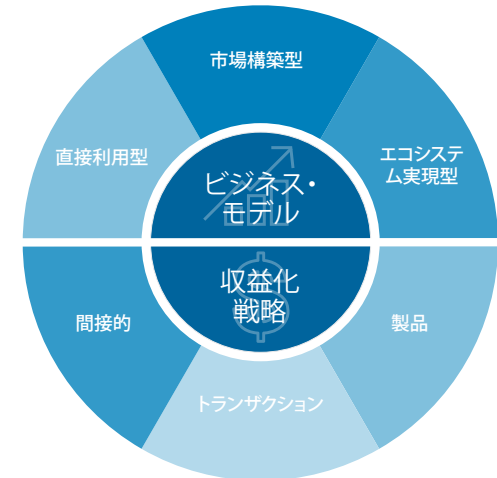 市場構築型
直接利用型
エコシステ
ム実現型
ビジネス・
モデル
収益化
戦略
間接的
製品
トランザクション
$